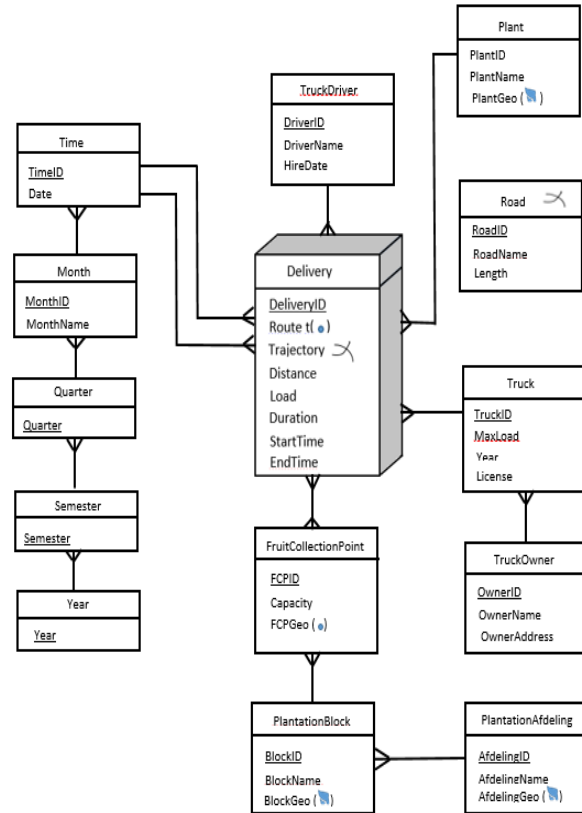 Plant
PlantID
PlantName
PlantGeo ( )
TruckDriver
DriverID
DriverName
HireDate
Time
TimeID
Date
Road
RoadID
RoadName
Length
Month
MonthID
MonthName
Delivery
DeliveryID
Route t( )
Trajectory
Distance
Load
Duration
StartTime
EndTime
Quarter
Quarter
Truck
TruckID
MaxLoad
Year
License
Semester
Semester
FruitCollectionPoint
FCPID
Capacity
FCPGeo ( )
TruckOwner
OwnerID
OwnerName
OwnerAddress
Year
Year
PlantationBlock
BlockID
BlockName
BlockGeo ( )
PlantationAfdeling
AfdelingID
AfdelingName
AfdelingGeo ( )